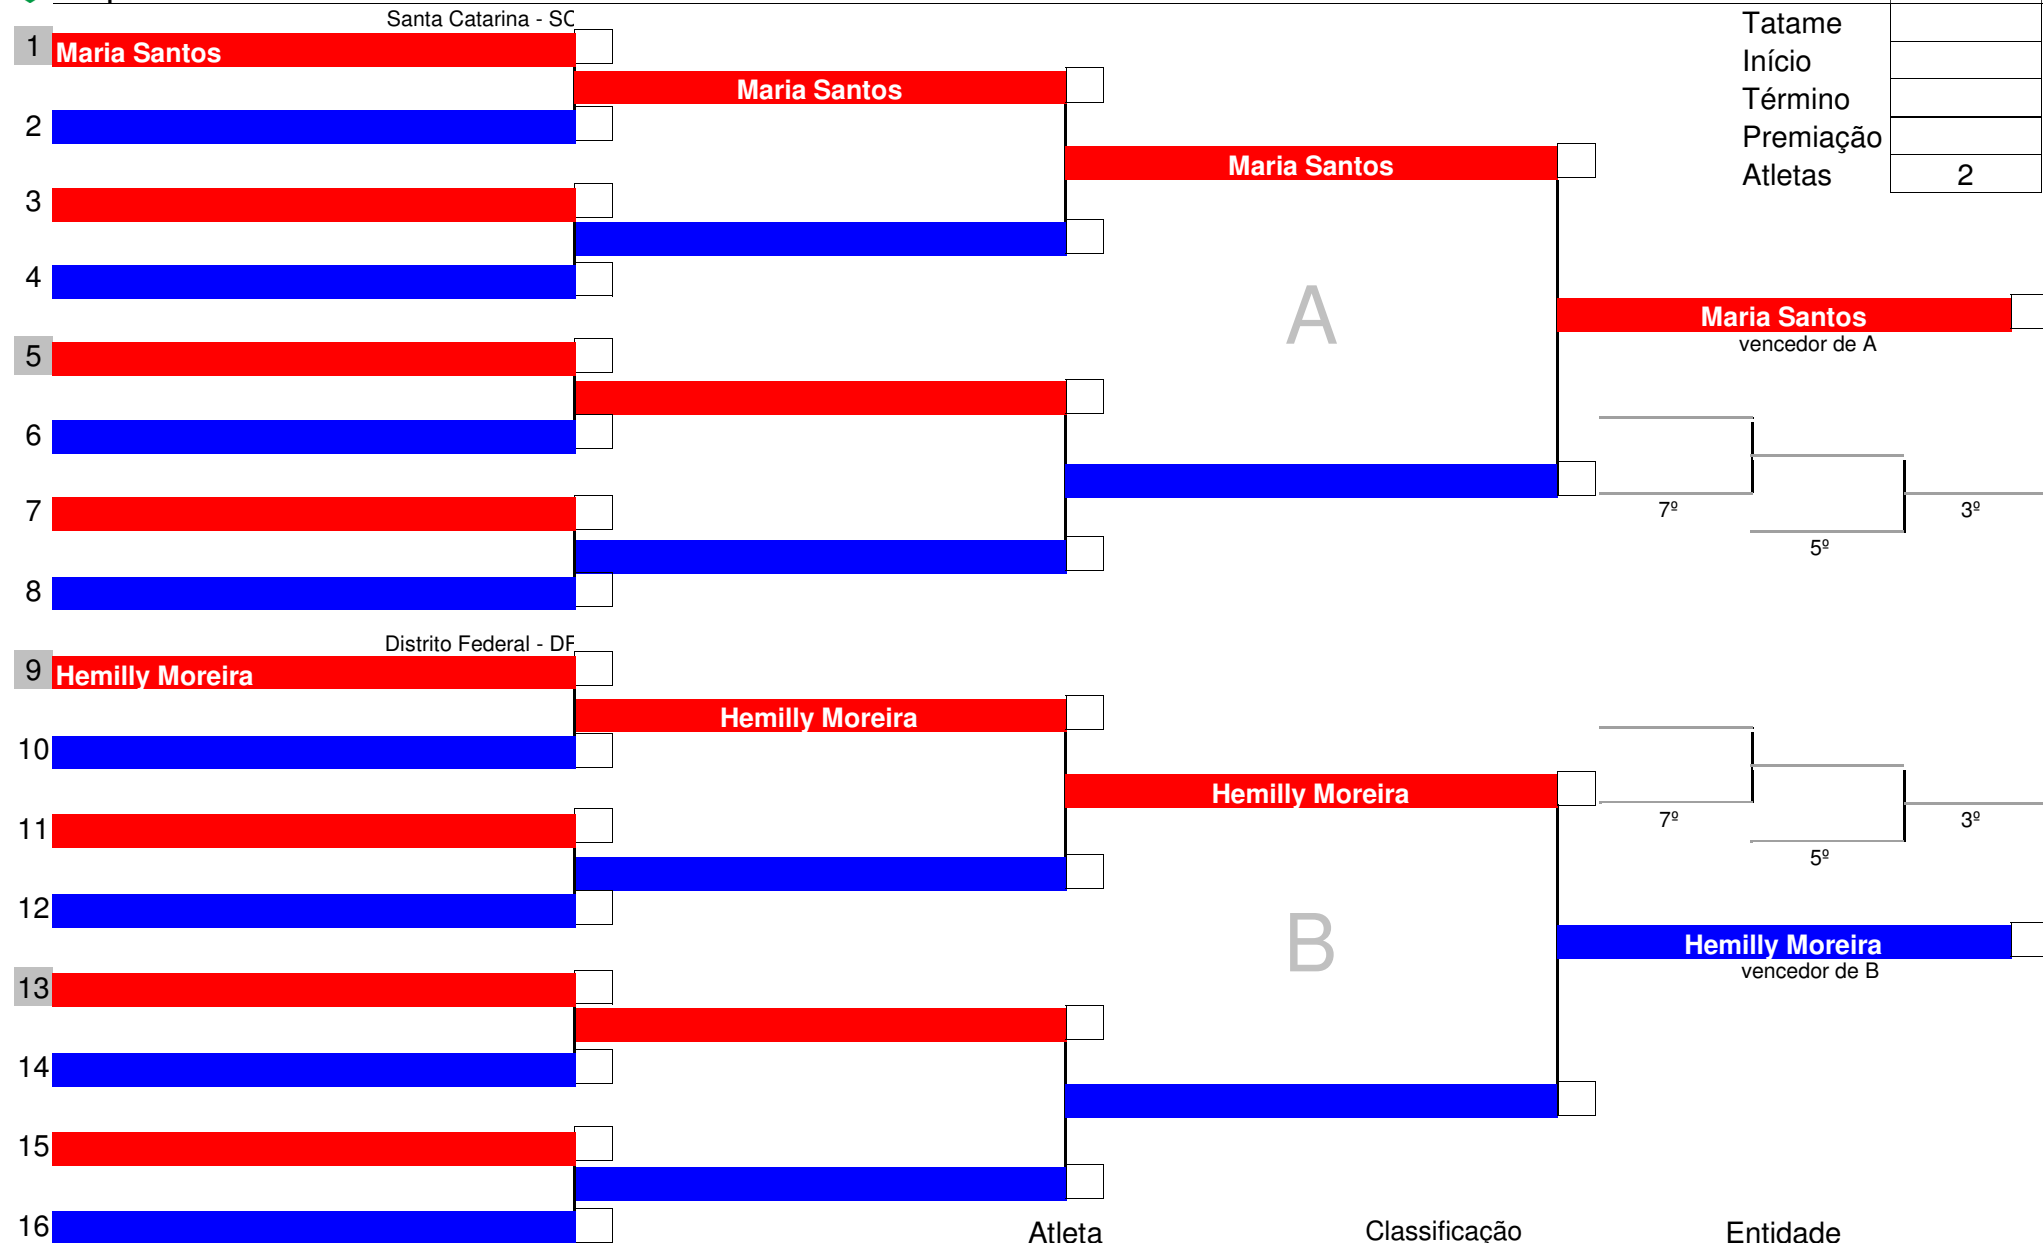 Santa Catarina - SC
Tatame
1 Maria Santos
Início
Maria Santos
Término
2
Premiação
Maria Santos
Atletas 2
3
4
A
Maria Santos
vencedor de A
5
6
7
7º
3º
5º
8
Distrito Federal - DF
9 Hemilly Moreira
Hemilly Moreira
10
Hemilly Moreira
11
7º
3º
5º
12
B
Hemilly Moreira
vencedor de B
13
14
15
16
Atleta Classificação Entidade